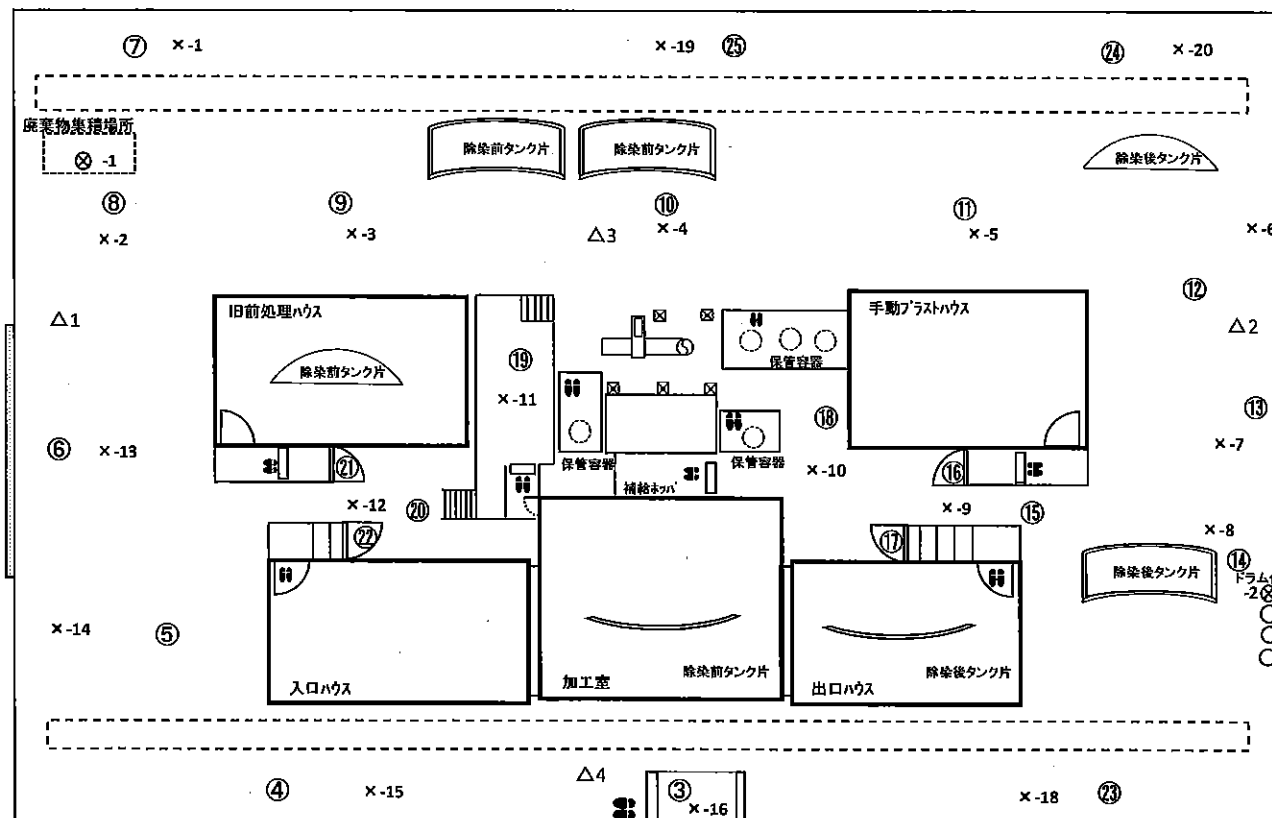 ⑦ ×-1 ×-19 ㉕ ㉔ ×-20
廃棄物集積場所
⊗ -1
除染前タンク片 除染前タンク片 除染後タンク片
⑧ ⑨ ⑩ ⑪
×-2 ×-3 △3 ×-4 ×-5 ×-6
⑫
旧前処理ハウス 手動ブラストハウス
△1 △2
除染前タンク片 ⑲ 保管容器
×-11 ⑱ ⑬
⑥ ×-13 ×-7
㉑ 保管容器 保管容器 ×-10 ⑯
補給ホッパ
×-12 ⑳ ×-9 ⑮
㉒ ⑰ ×-8
除染後タンク片 ⑭
ドラム
-2⊗
×-14 ⑤
除染前タンク片 除染後タンク片
入口ハウス 加工室 出口ハウス
④ ×-15 △4 ③ ×-16 ×-18 ㉓